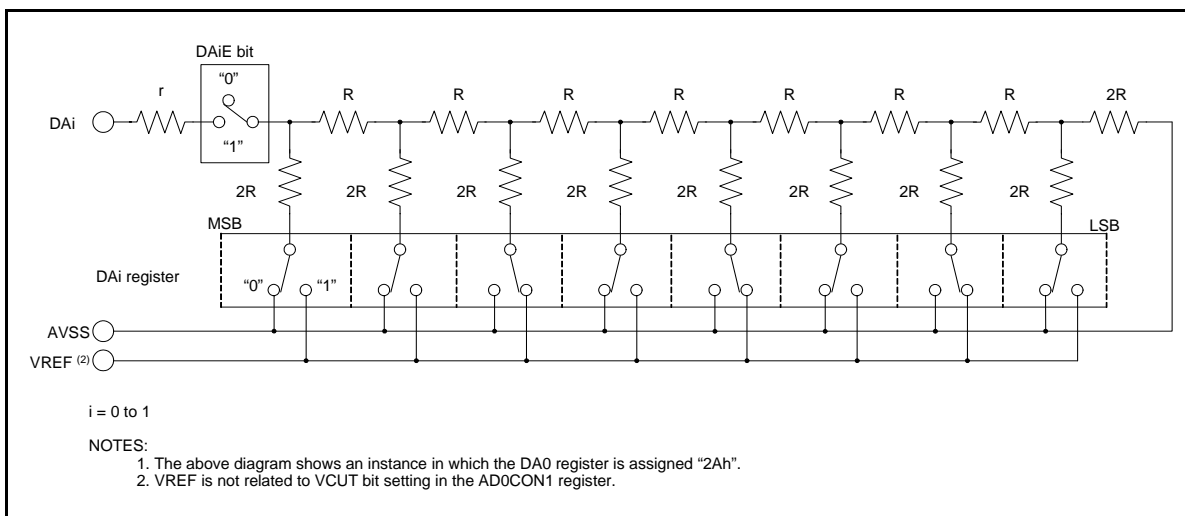 DAiE bit
“0”
r
R R R R R R R 2R
DAi
“1”
2R 2R 2R 2R 2R 2R 2R 2R
MSB
LSB
DAi register
“0” “1”
AVSS
VREF (2)
i = 0 to 1
NOTES:
1. The above diagram shows an instance in which the DA0 register is assigned “2Ah”.
2. VREF is not related to VCUT bit setting in the AD0CON1 register.